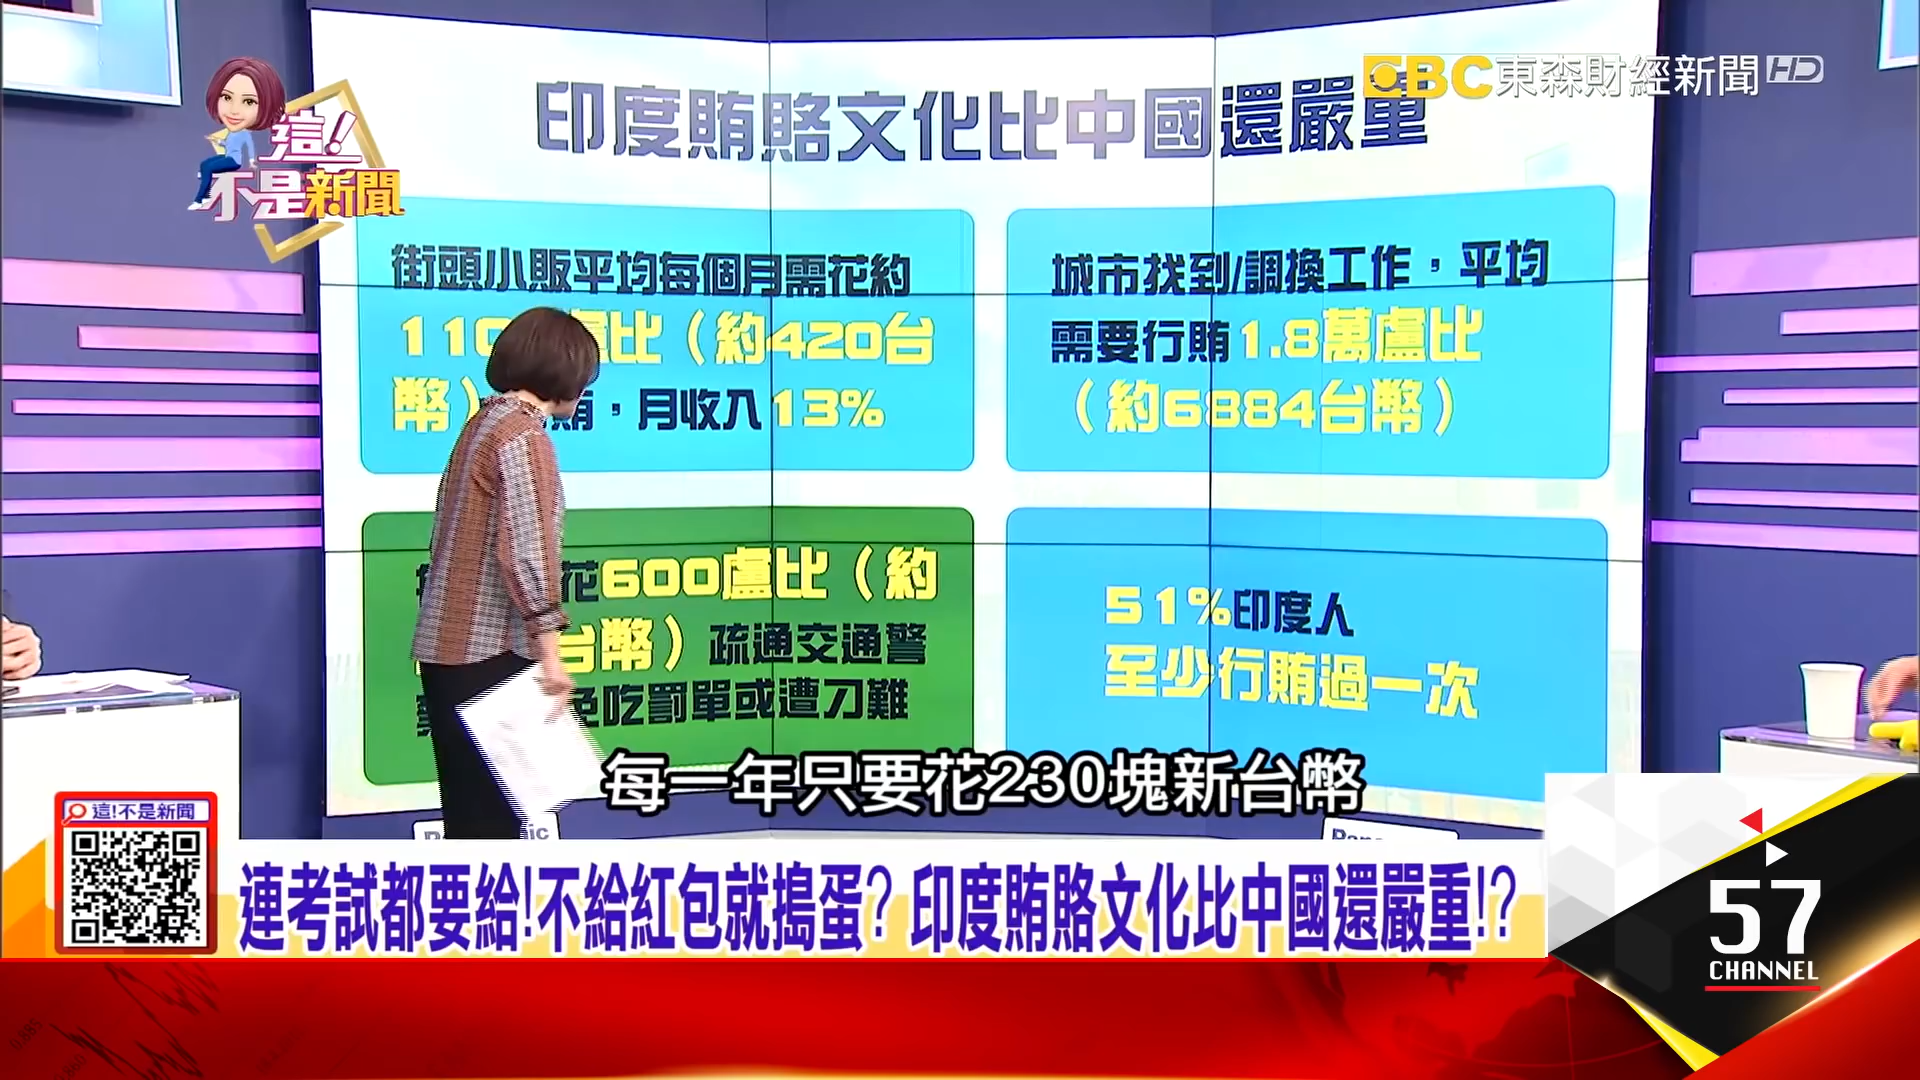 EBC東森財經新聞HD
這!
不是新聞
印度賄賂文化比中國還嚴重
街頭小販平均每個月需花約
110 盧比（約420台
幣） 賄，月收入13%
城市找到/調換工作，平均
需要行賄1.8萬盧比
（約6884台幣）
花600盧比（約
台幣）疏通交通警
免吃罰單或遭刁難
51%印度人
至少行賄過一次
每一年只要花230塊新台幣
這!不是新聞
連考試都要給!不給紅包就搗蛋? 印度賄賂文化比中國還嚴重!?
57
CHANNEL